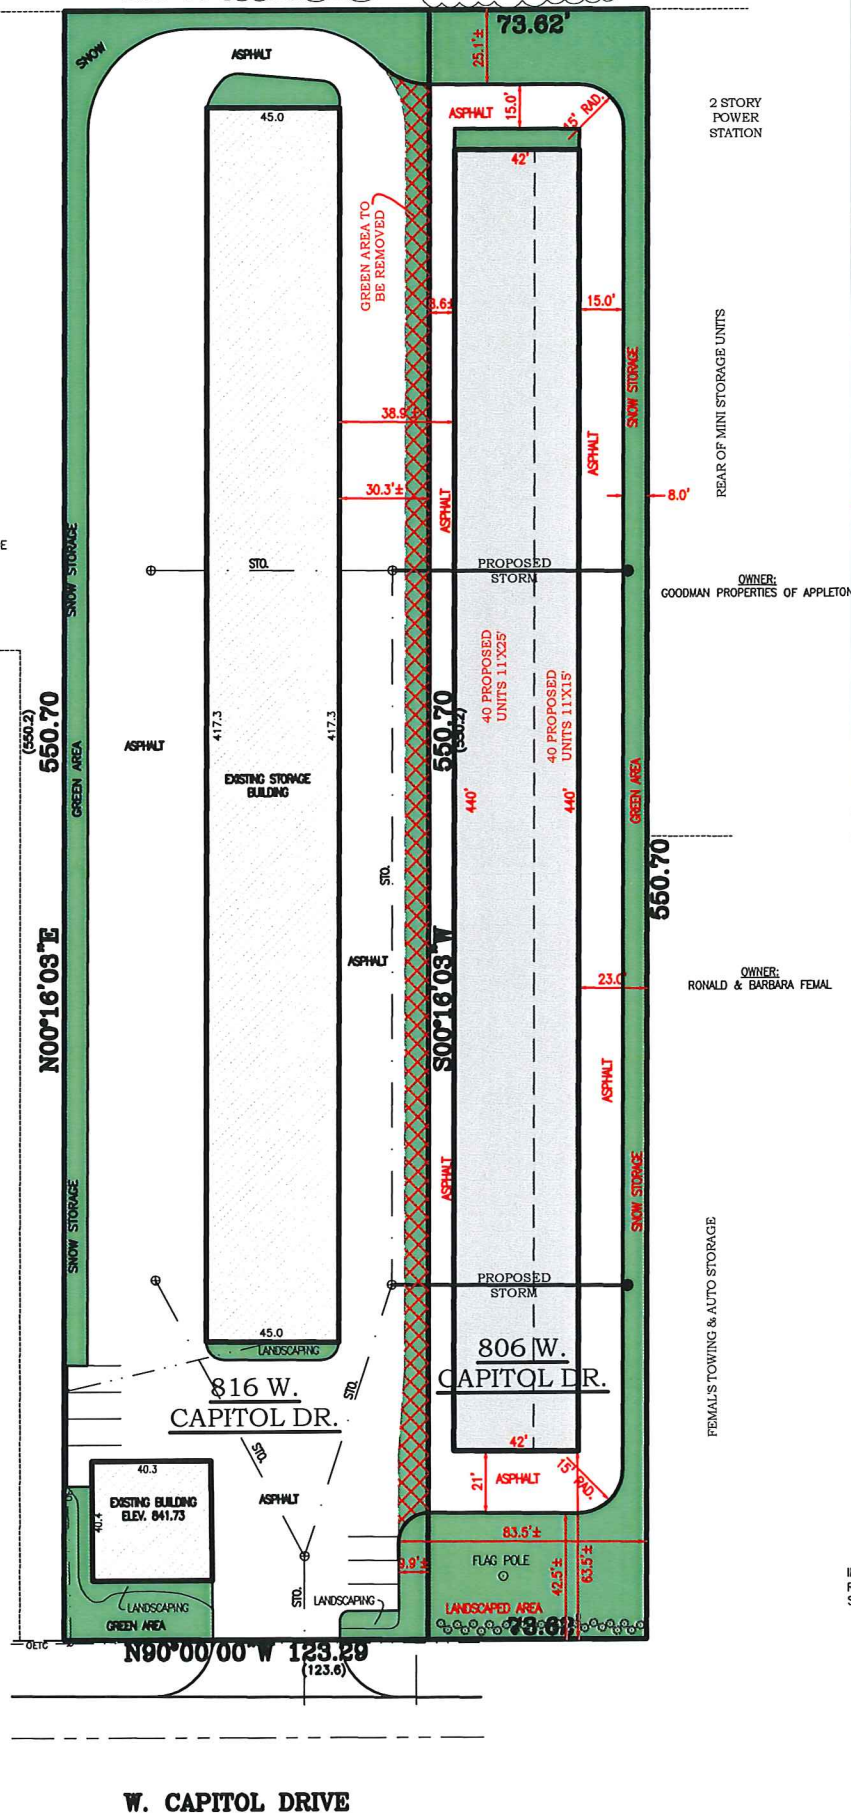 73.62'
SNOW
ASPHALT
25.1'±
ASPHALT
15.0'
15' RAD.
2 STORY
POWER
STATION
45.0
42'
GREEN AREA TO
BE REMOVED
15.0'
REAR OF MINI STORAGE UNITS
SNOW STORAGE
38.9'
ASPHALT
30.3'±
ASPHALT
8.0'
E
SNOW STORAGE
STO.
PROPOSED
STORM
OWNER:
GOODMAN PROPERTIES OF APPLETON
40 PROPOSED
UNITS 11'X25'
40 PROPOSED
UNITS 11'X15'
(550.2)
550.70
ASPHALT
GREEN AREA
417.3
417.3
EXISTING STORAGE
BUILDING
550.70
(550.2)
440'
440'
GREEN AREA
550.70
STO.
N00°16'03"E
ASPHALT
S00°16'03"W
23.0'
OWNER:
RONALD & BARBARA FEMAL
ASPHALT
ASPHALT
SNOW STORAGE
SNOW STORAGE
FEMAL'S TOWING & AUTO STORAGE
PROPOSED
STORM
45.0
LANDSCAPING
816 W.
CAPITOL DR.
STO.
806 W.
CAPITOL DR.
STO.
42'
40.3
40.4
EXISTING BUILDING
ELEV. 841.73
ASPHALT
21'
ASPHALT
15' RAD.
83.5'±
9.9'±
FLAG POLE
42.5'±
63.5'±
STO.
LANDSCAPING
LANDSCAPING
GREEN AREA
LANDSCAPED AREA
73.62'
N90°00'00"W 123.29
(123.6)
W. CAPITOL DRIVE